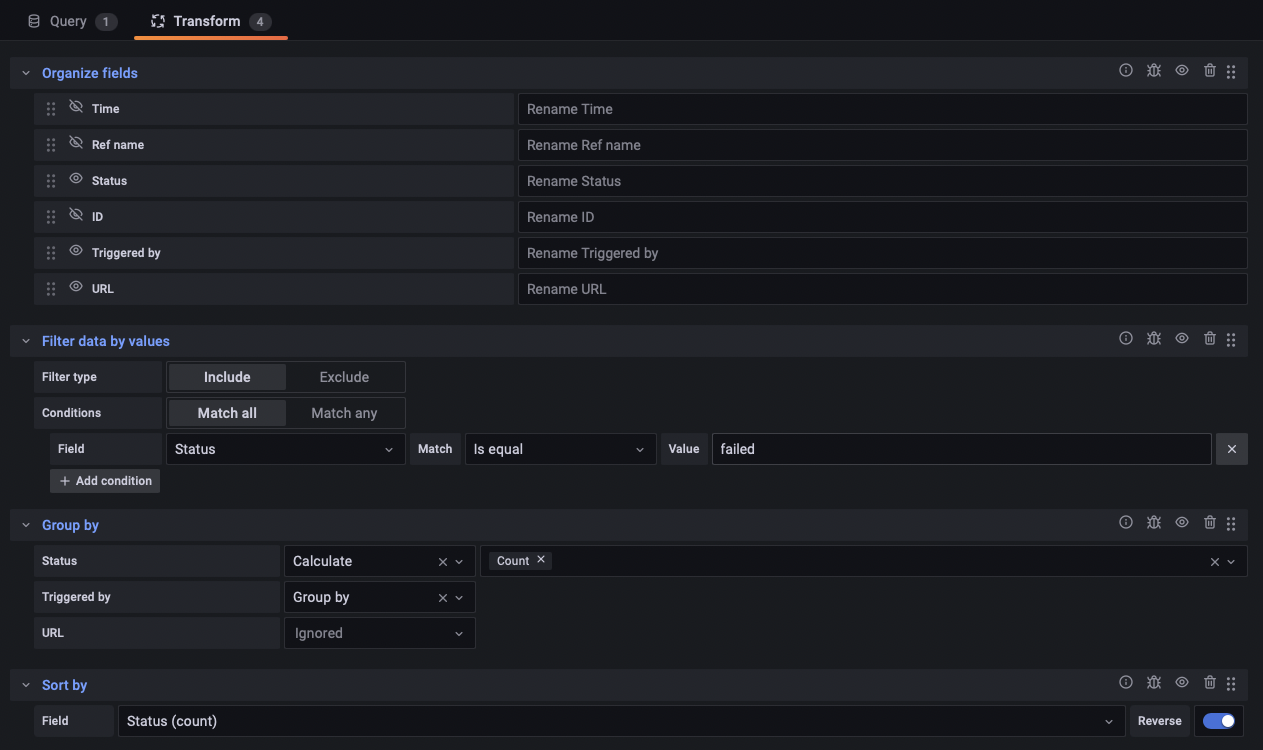 Query 1 Transform 4
Organize fields
Time Rename Time
Ref name Rename Ref name
Status Rename Status
ID Rename ID
Triggered by Rename Triggered by
URL Rename URL
Filter data by values
Filter type Include Exclude
Conditions Match all Match any
Field Status Match Is equal Value failed
+ Add condition
Group by
Status Calculate Count
Triggered by Group by
URL Ignored
Sort by
Field Status (count) Reverse